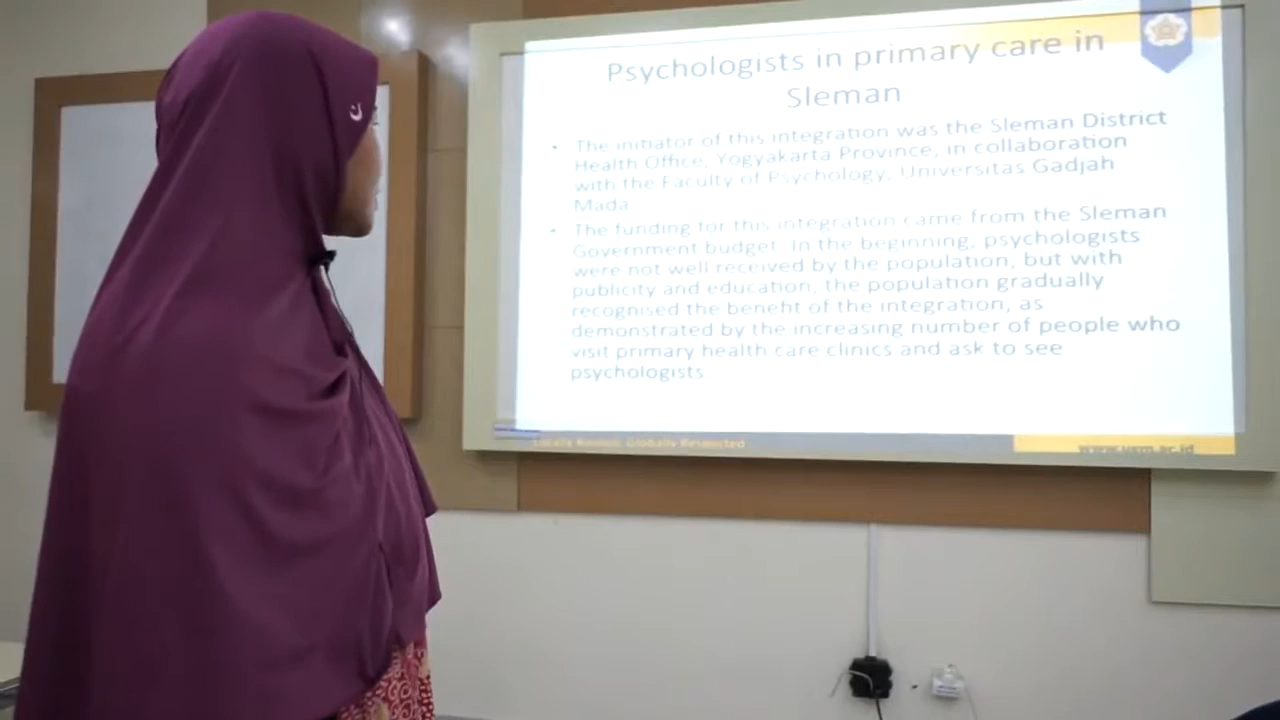 Psychologists in primary care in
Sleman
• The initiator of this integration was the Sleman District
Health Office, Yogyakarta Province, in collaboration
with the Faculty of Psychology, Universitas Gadjah
Mada
• The funding for this integration came from the Sleman
Government budget. In the beginning, psychologists
were not well received by the population, but with
publicity and education, the population gradually
recognised the benefit of the integration, as
demonstrated by the increasing number of people who
visit primary health care clinics and ask to see
psychologists
Locally Rooted, Globally Respected
www.ugm.ac.id